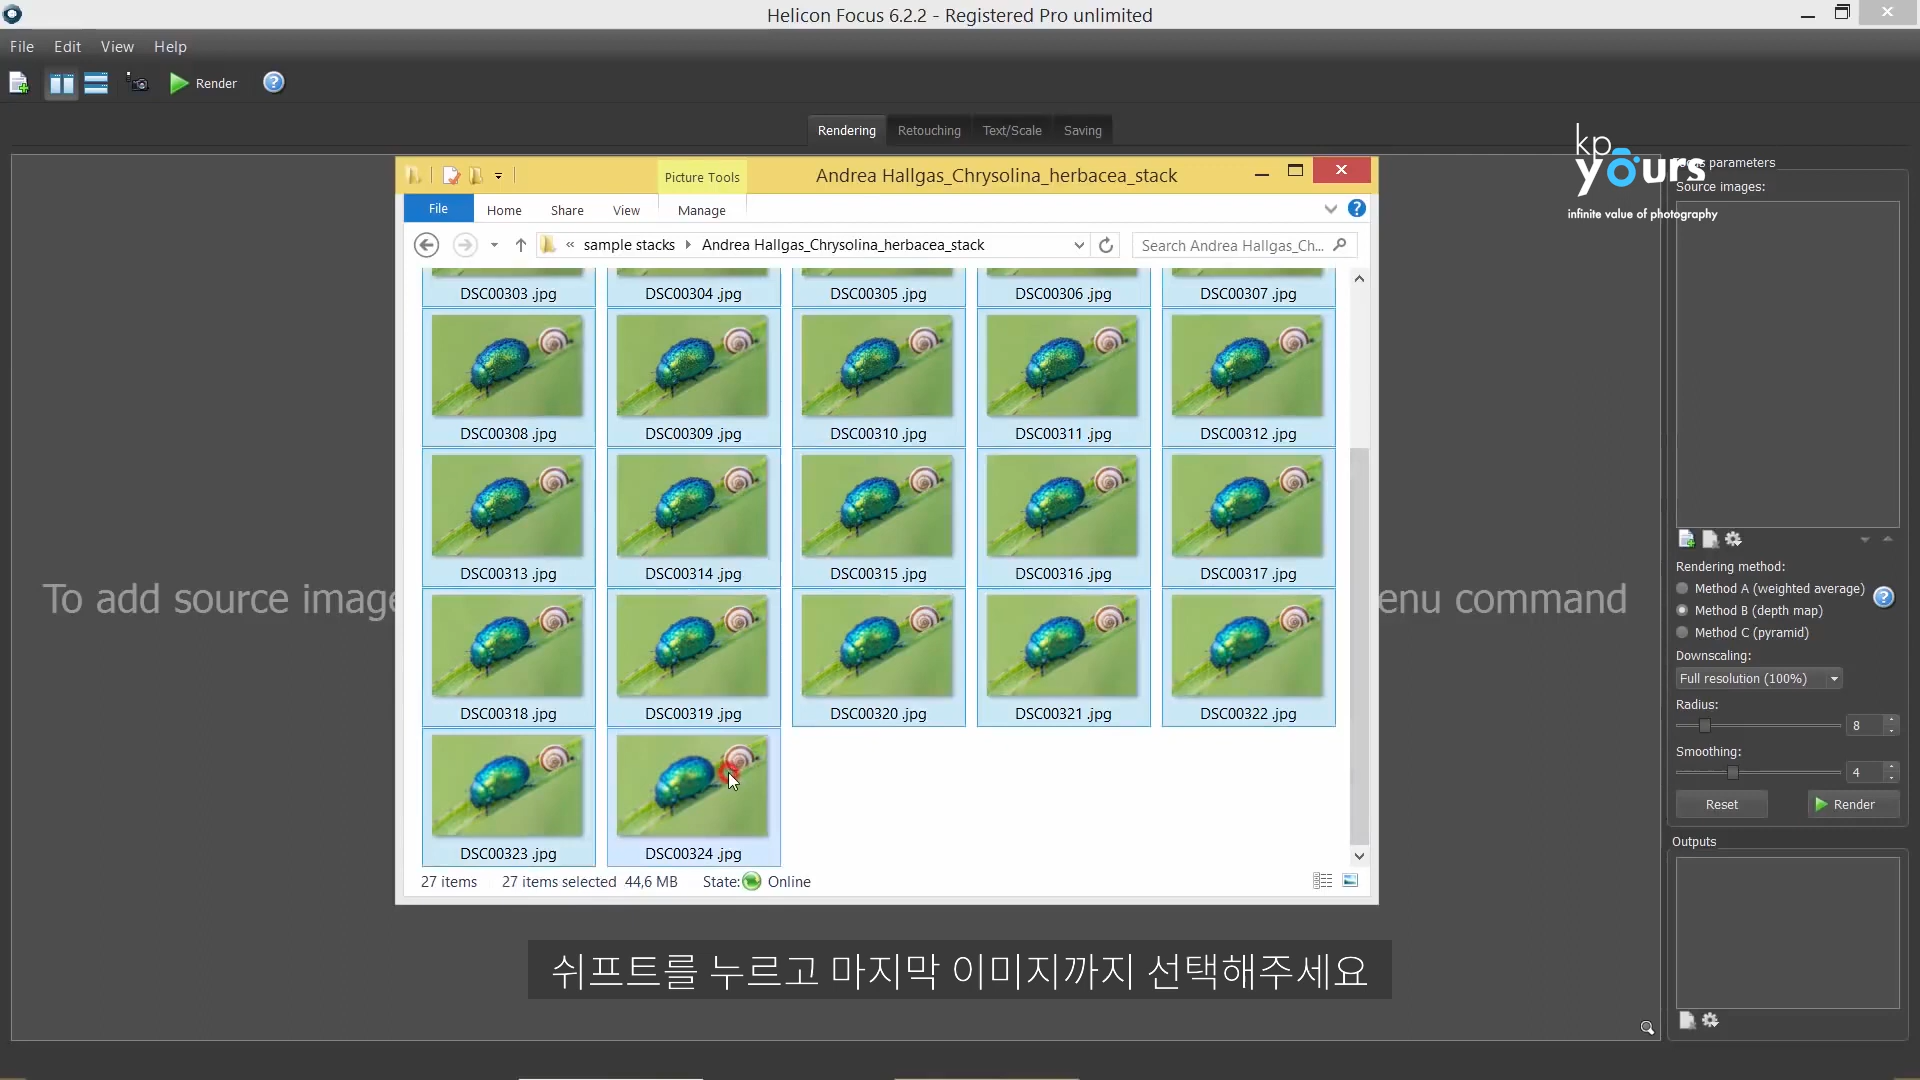 Helicon Focus 6.2.2 - Registered Pro unlimited
File Edit View Help
Render
Rendering Retouching Text/Scale Saving
kp
yours
infinite value of photography
parameters
Source images:
Picture Tools
Andrea Hallgas_Chrysolina_herbacea_stack
File Home Share View Manage
« sample stacks Andrea Hallgas_Chrysolina_herbacea_stack
Search Andrea Hallgas_Ch...
DSC00303 .jpg DSC00304 .jpg DSC00305 .jpg DSC00306 .jpg DSC00307 .jpg
DSC00308 .jpg DSC00309 .jpg DSC00310 .jpg DSC00311 .jpg DSC00312 .jpg
DSC00313 .jpg DSC00314 .jpg DSC00315 .jpg DSC00316 .jpg DSC00317 .jpg
DSC00318 .jpg DSC00319 .jpg DSC00320 .jpg DSC00321 .jpg DSC00322 .jpg
DSC00323 .jpg DSC00324 .jpg
27 items 27 items selected 44,6 MB State: Online
To add source image
enu command
Rendering method:
Method A (weighted average)
Method B (depth map)
Method C (pyramid)
Downscaling:
Full resolution (100%)
Radius:
8
Smoothing:
4
Reset Render
Outputs
쉬프트를 누르고 마지막 이미지까지 선택해주세요